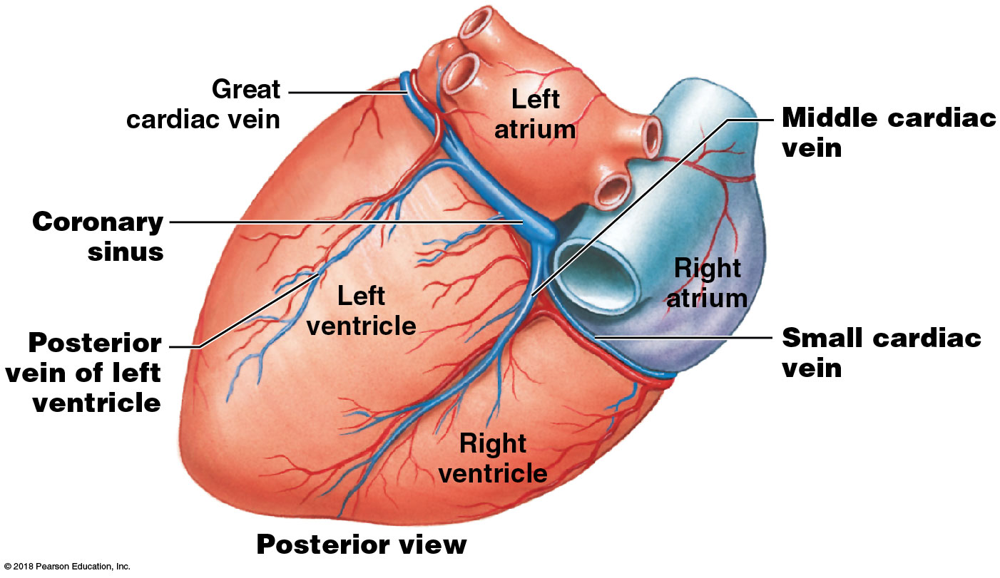 Great
cardiac vein
Left
atrium
Middle cardiac
vein
Coronary
sinus
Right
atrium
Left
ventricle
Posterior
vein of left
ventricle
Small cardiac
vein
Right
ventricle
Posterior view
© 2018 Pearson Education, Inc.